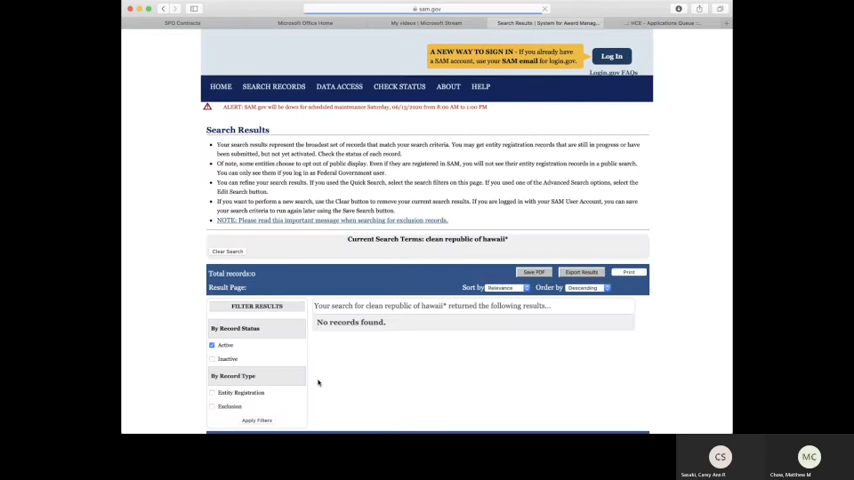 sam.gov
SPD Contracts
Microsoft Office Home
My videos | Microsoft Stream
Search Results | System for Award Manag...
...: HCE - Applications Queue ::...
A NEW WAY TO SIGN IN - If you already have
a SAM account, use your SAM email for login.gov.
Log In
Login.gov FAQs
HOME SEARCH RECORDS DATA ACCESS CHECK STATUS ABOUT HELP
ALERT: SAM.gov will be down for scheduled maintenance Saturday, 06/13/2020 from 8:00 AM to 1:00 PM
Search Results
• Your search results represent the broadest set of records that match your search criteria. You may get entity registration records that are still in progress or have
been submitted, but not yet activated. Check the status of each record.
• Of note, some entities choose to opt out of public display. Even if they are registered in SAM, you will not see their entity registration records in a public search.
You can only see them if you log in as Federal Government user.
• You can refine your search results. If you used the Quick Search, select the search filters on this page. If you used one of the Advanced Search options, select the
Edit Search button.
• If you want to perform a new search, use the Clear button to remove your current search results. If you are logged in with your SAM User Account, you can save
your search criteria to run again later using the Save Search button.
• NOTE: Please read this important message when searching for exclusion records.
Current Search Terms: clean republic of hawaii*
Clear Search
Total records:0
Save PDF Export Results Print
Result Page:
Sort by Relevance Order by Descending
FILTER RESULTS
Your search for clean republic of hawaii* returned the following results...
No records found.
By Record Status
Active
Inactive
By Record Type
Entity Registration
Exclusion
Apply Filters
CS
MC
Sasaki, Carey Ann R
Chow, Matthew M